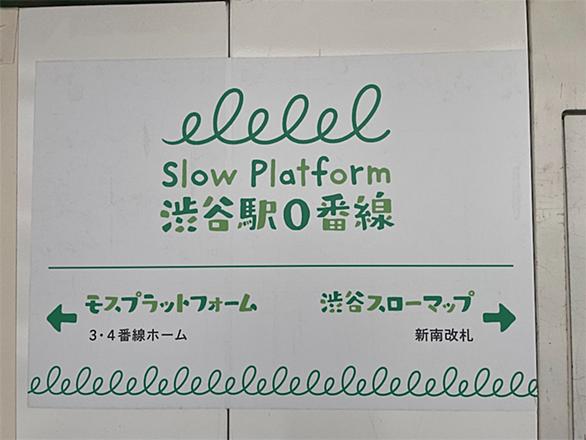 Slow Platform
渋谷駅0番線
モスプラットフォーム
3・4番線ホーム
渋谷スローマップ
新南改札